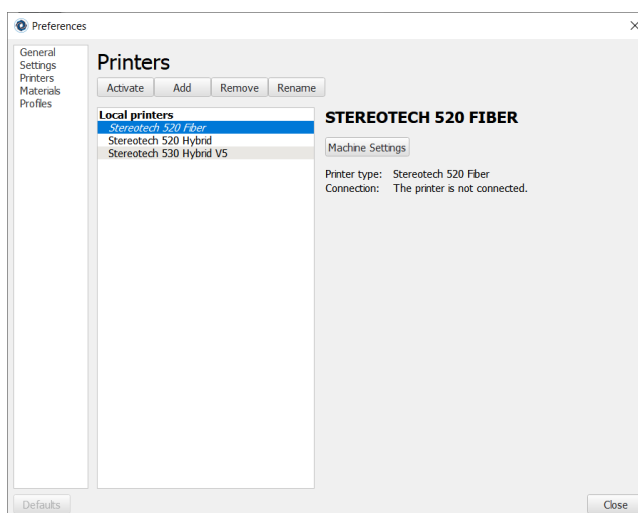 Preferences
General
Settings
Printers
Materials
Profiles
Printers
Activate Add Remove Rename
Local printers
Stereotech 520 Fiber
Stereotech 520 Hybrid
Stereotech 530 Hybrid V5
STEREOTECH 520 FIBER
Machine Settings
Printer type: Stereotech 520 Fiber
Connection: The printer is not connected.
Defaults
Close